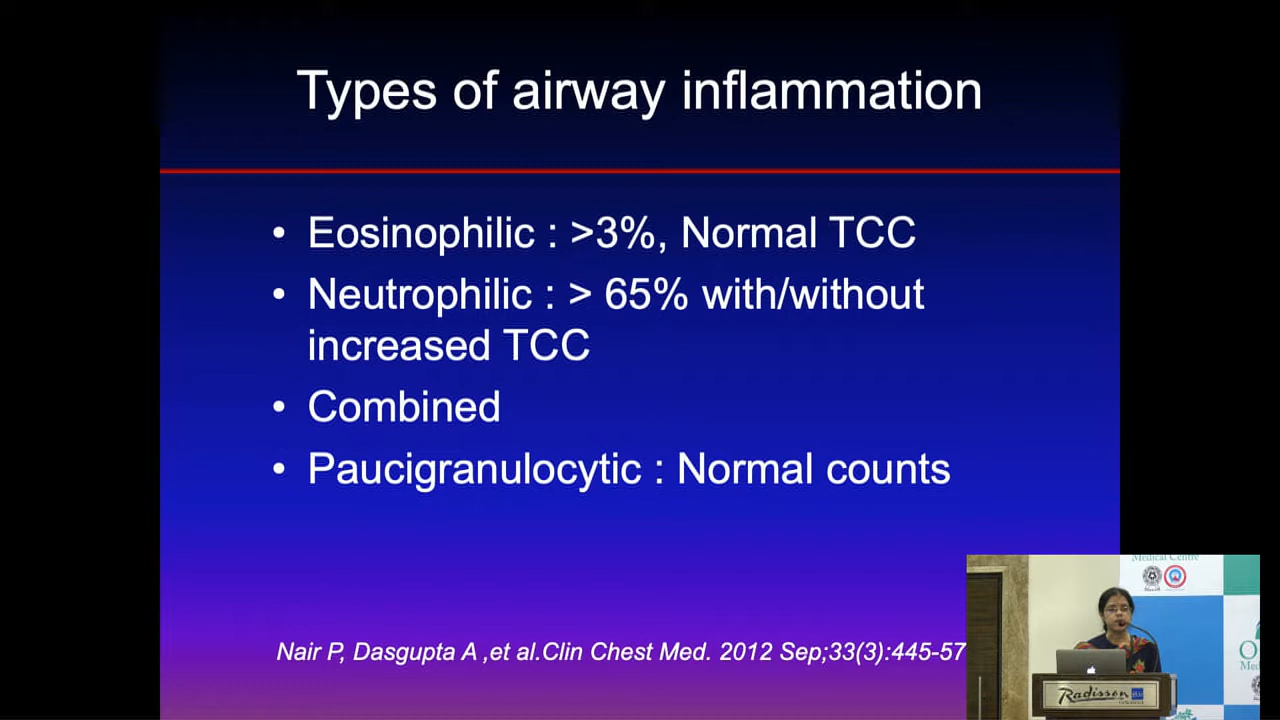 Types of airway inflammation
• Eosinophilic : >3%, Normal TCC
• Neutrophilic : > 65% with/without
increased TCC
• Combined
• Paucigranulocytic : Normal counts
Nair P, Dasgupta A ,et al.Clin Chest Med. 2012 Sep;33(3):445-57
Medical Centre
Radisson